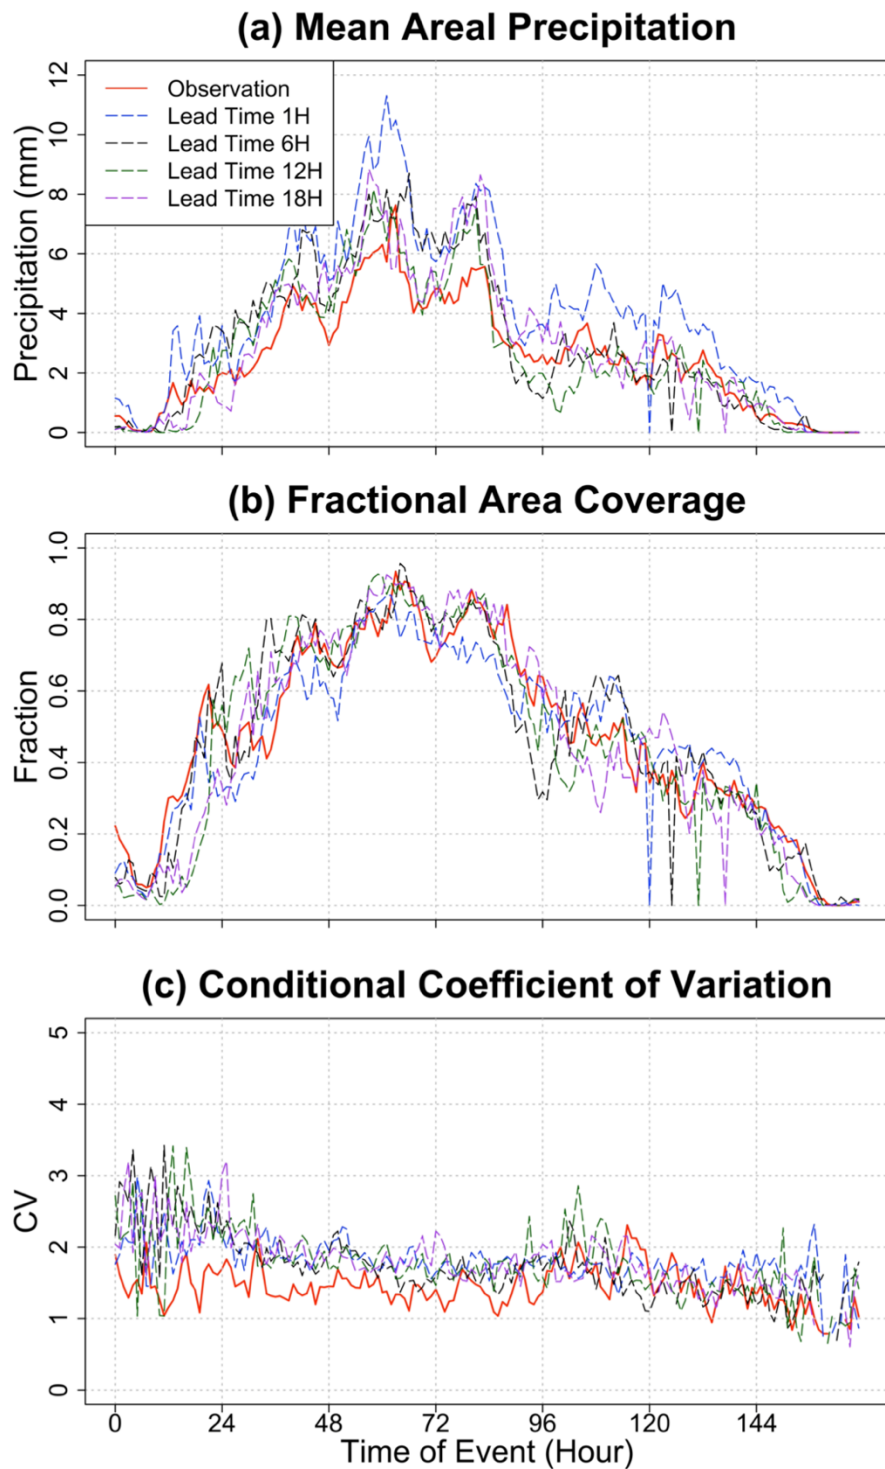 (a) Mean Areal Precipitation
Precipitation (mm)
12
10
8
6
4
2
0
Observation
Lead Time 1H
Lead Time 6H
Lead Time 12H
Lead Time 18H
(b) Fractional Area Coverage
Fraction
1.0
0.8
0.6
0.4
0.2
0.0
(c) Conditional Coefficient of Variation
CV
5
4
3
2
1
0
0 24 48 72 96 120 144
Time of Event (Hour)